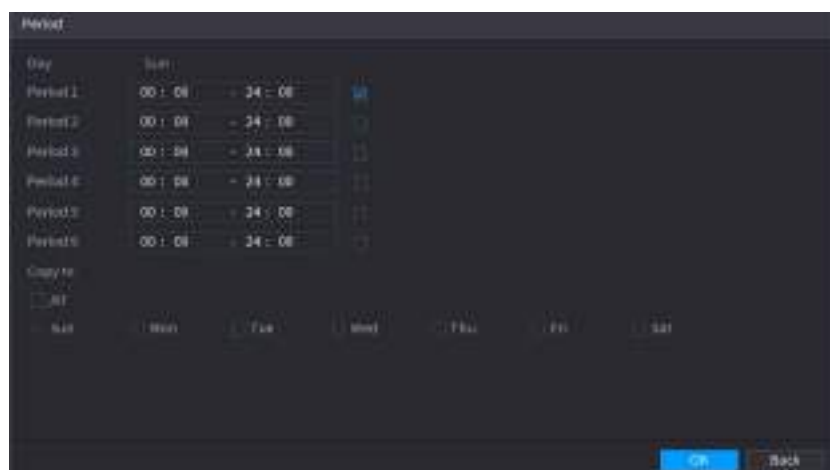 Period
Day Sun
Period 1 00 : 00 - 24 : 00
Period 2 00 : 00 - 24 : 00
Period 3 00 : 00 - 24 : 00
Period 4 00 : 00 - 24 : 00
Period 5 00 : 00 - 24 : 00
Period 6 00 : 00 - 24 : 00
Copy to
All
Sun Mon Tue Wed Thu Fri Sat
OK Back